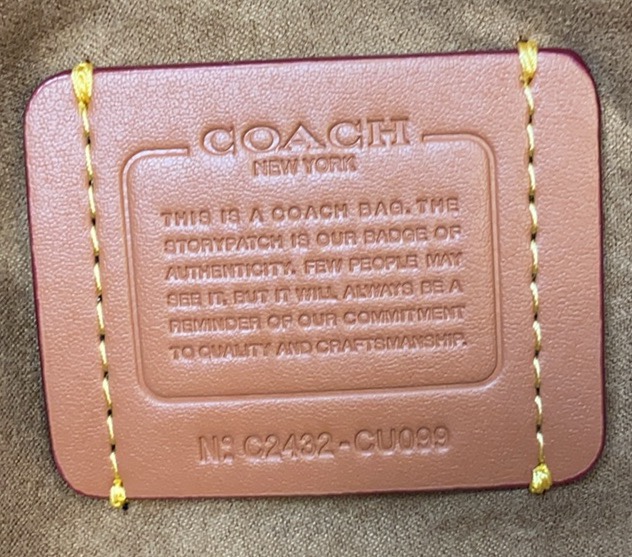 COACH
NEW YORK
THIS IS A COACH BAG. THE
STORYPATCH IS OUR BADGE OF
AUTHENTICITY. FEW PEOPLE MAY
SEE IT, BUT IT WILL ALWAYS BE A
REMINDER OF OUR COMMITMENT
TO QUALITY AND CRAFTSMANSHIP.
Nº: C2432-CU099